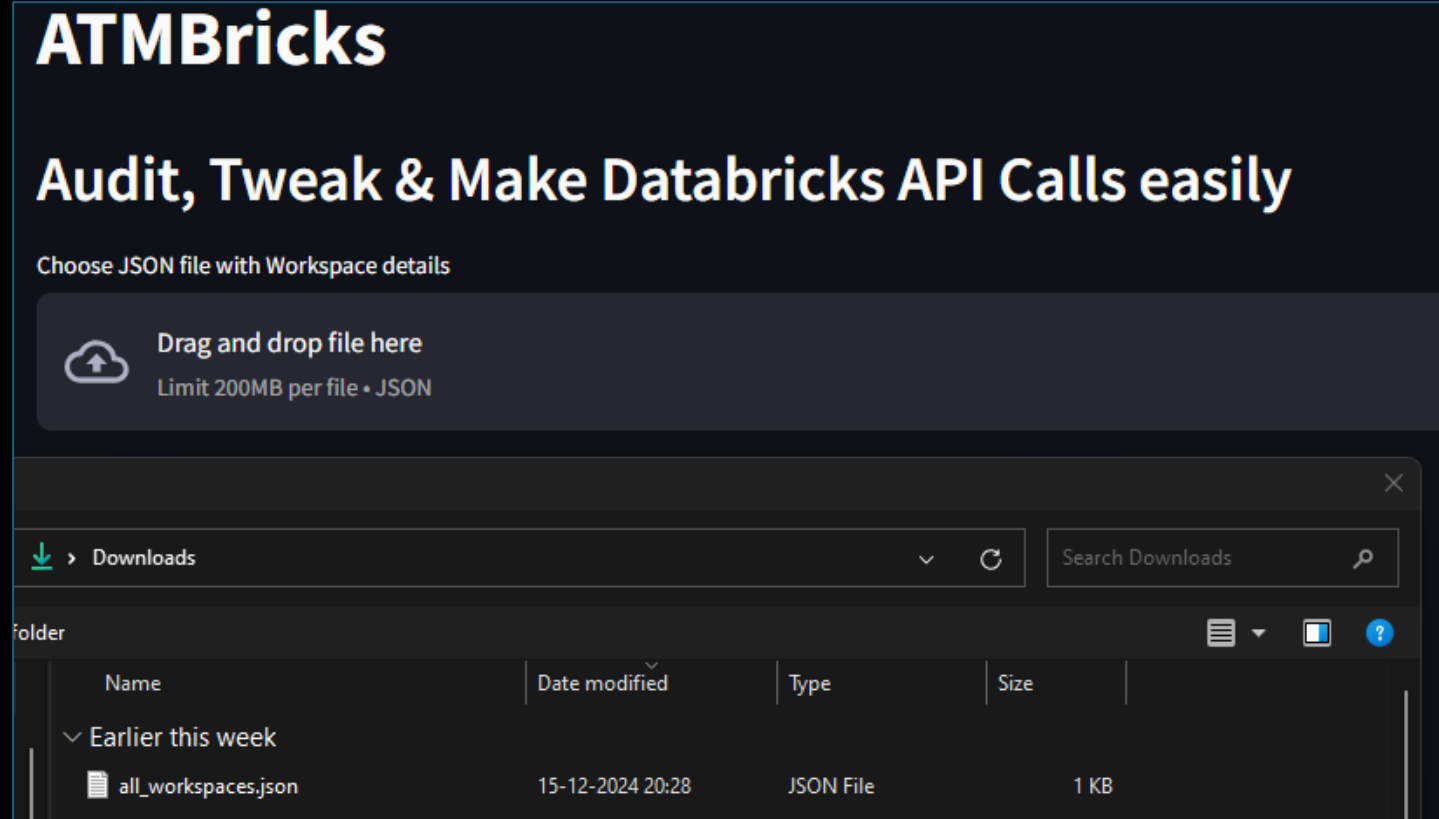 ATMBricks
Audit, Tweak & Make Databricks API Calls easily
Choose JSON file with Workspace details
Drag and drop file here
Limit 200MB per file • JSON
Downloads
Search Downloads
folder
Name Date modified Type Size
Earlier this week
all_workspaces.json 15-12-2024 20:28 JSON File 1 KB